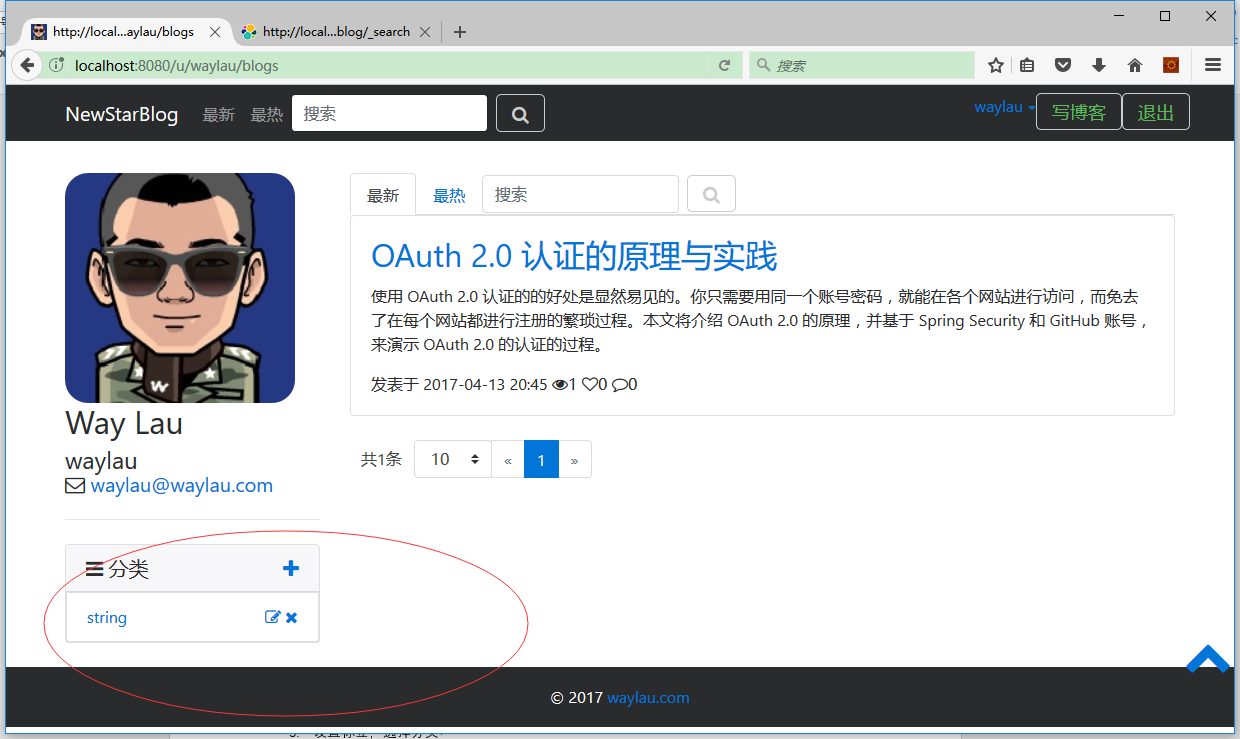 http://local...aylau/blogs http://local...blog/_search
localhost:8080/u/waylau/blogs 搜索
NewStarBlog 最新 最热 搜索 waylau 写博客 退出
最新 最热 搜索
OAuth 2.0 认证的原理与实践
使用 OAuth 2.0 认证的的好处是显然易见的。你只需要用同一个账号密码，就能在各个网站进行访问，而免去
了在每个网站都进行注册的繁琐过程。本文将介绍 OAuth 2.0 的原理，并基于 Spring Security 和 GitHub 账号，
来演示 OAuth 2.0 的认证的过程。
发表于 2017-04-13 20:45 1 0 0
W
Way Lau
waylau
waylau@waylau.com
共1条 10 « 1 »
分类
string
© 2017 waylau.com